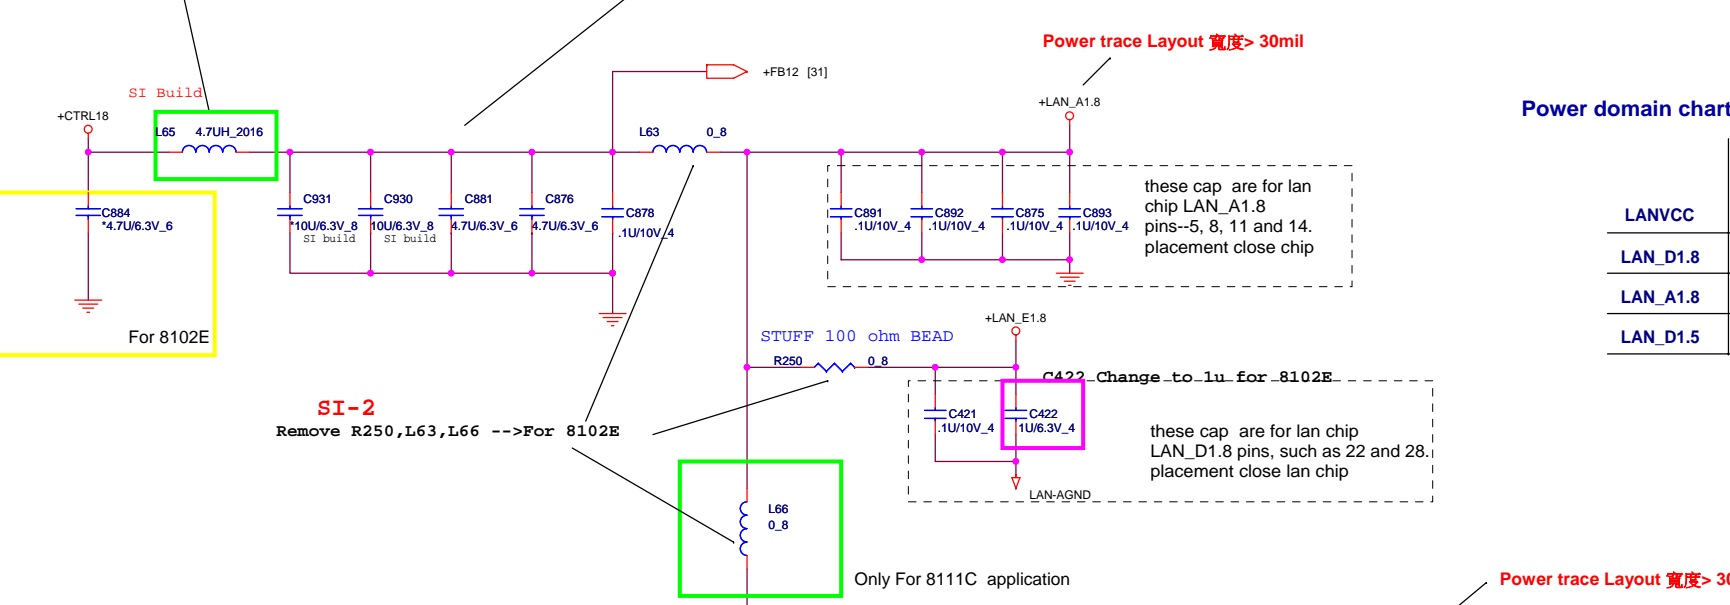 Power trace Layout 寬度> 30mil
+FB12 [31]
SI Build
+CTRL18
+LAN_A1.8
Power domain chart
L65 4.7UH_2016
L63 0_8
C884
*4.7U/6.3V_6
For 8102E
C931
*10U/6.3V_8
SI build
C930
10U/6.3V_8
SI build
C881
4.7U/6.3V_6
C876
4.7U/6.3V_6
C878
.1U/10V_4
C891
.1U/10V_4
C892
.1U/10V_4
C875
.1U/10V_4
C893
.1U/10V_4
these cap are for lan
chip LAN_A1.8
pins--5, 8, 11 and 14.
placement close chip
LANVCC
LAN_D1.8
LAN_A1.8
LAN_D1.5
+LAN_E1.8
STUFF 100 ohm BEAD
R250 0_8
C422 Change to 1u for 8102E
SI-2
Remove R250,L63,L66 -->For 8102E
C421
.1U/10V_4
C422
1U/6.3V_4
these cap are for lan chip
LAN_D1.8 pins, such as 22 and 28.
placement close lan chip
LAN-AGND
L66
0_8
Only For 8111C application
Power trace Layout 寬度> 30